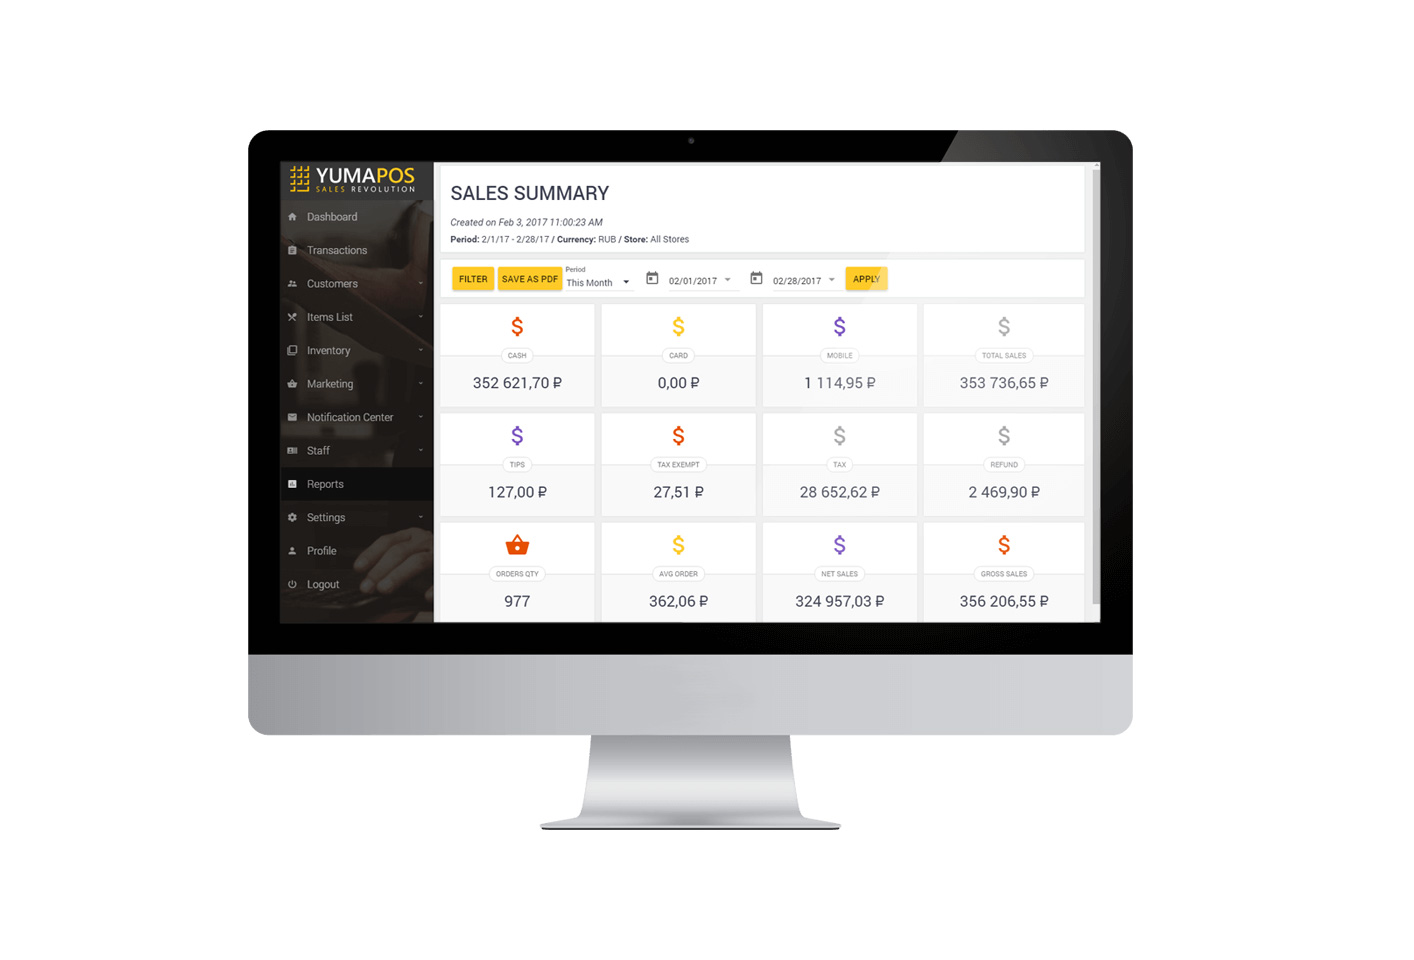 YUMAPOS
SALES REVOLUTION
Dashboard
Transactions
Customers
Items List
Inventory
Marketing
Notification Center
Staff
Reports
Settings
Profile
Logout
SALES SUMMARY
Created on Feb 3, 2017 11:00:23 AM
Period: 2/1/17 - 2/28/17 / Currency: RUB / Store: All Stores
FILTER
SAVE AS PDF
Period
This Month
02/01/2017
02/28/2017
APPLY
CASH
352 621,70 ₽
CARD
0,00 ₽
MOBILE
1 114,95 ₽
TOTAL SALES
353 736,65 ₽
TIPS
127,00 ₽
TAX EXEMPT
27,51 ₽
TAX
28 652,62 ₽
REFUND
2 469,90 ₽
ORDERS QTY
977
AVG ORDER
362,06 ₽
NET SALES
324 957,03 ₽
GROSS SALES
356 206,55 ₽